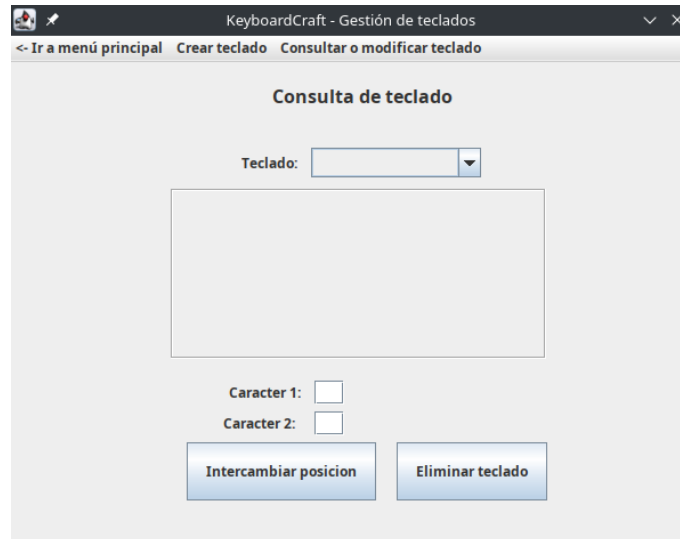 KeyboardCraft - Gestión de teclados
<- Ir a menú principal Crear teclado Consultar o modificar teclado
Consulta de teclado
Teclado:
Caracter 1:
Caracter 2:
Intercambiar posicion Eliminar teclado